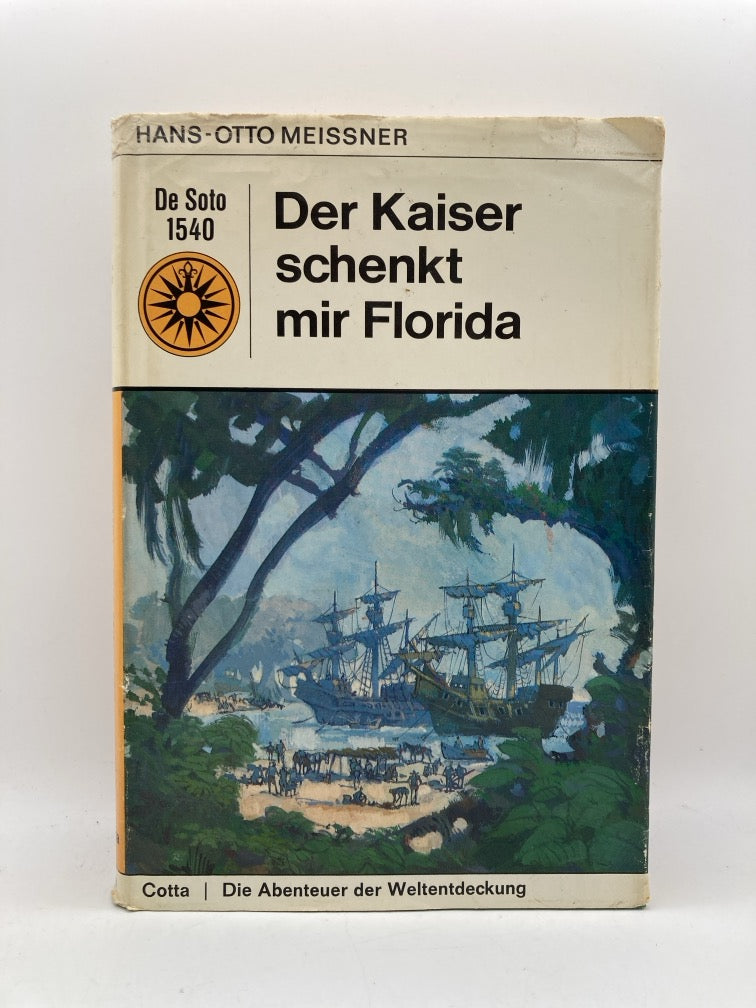 HANS-OTTO MEISSNER
De Soto
1540
Der Kaiser
schenkt
mir Florida
Cotta | Die Abenteuer der Weltentdeckung